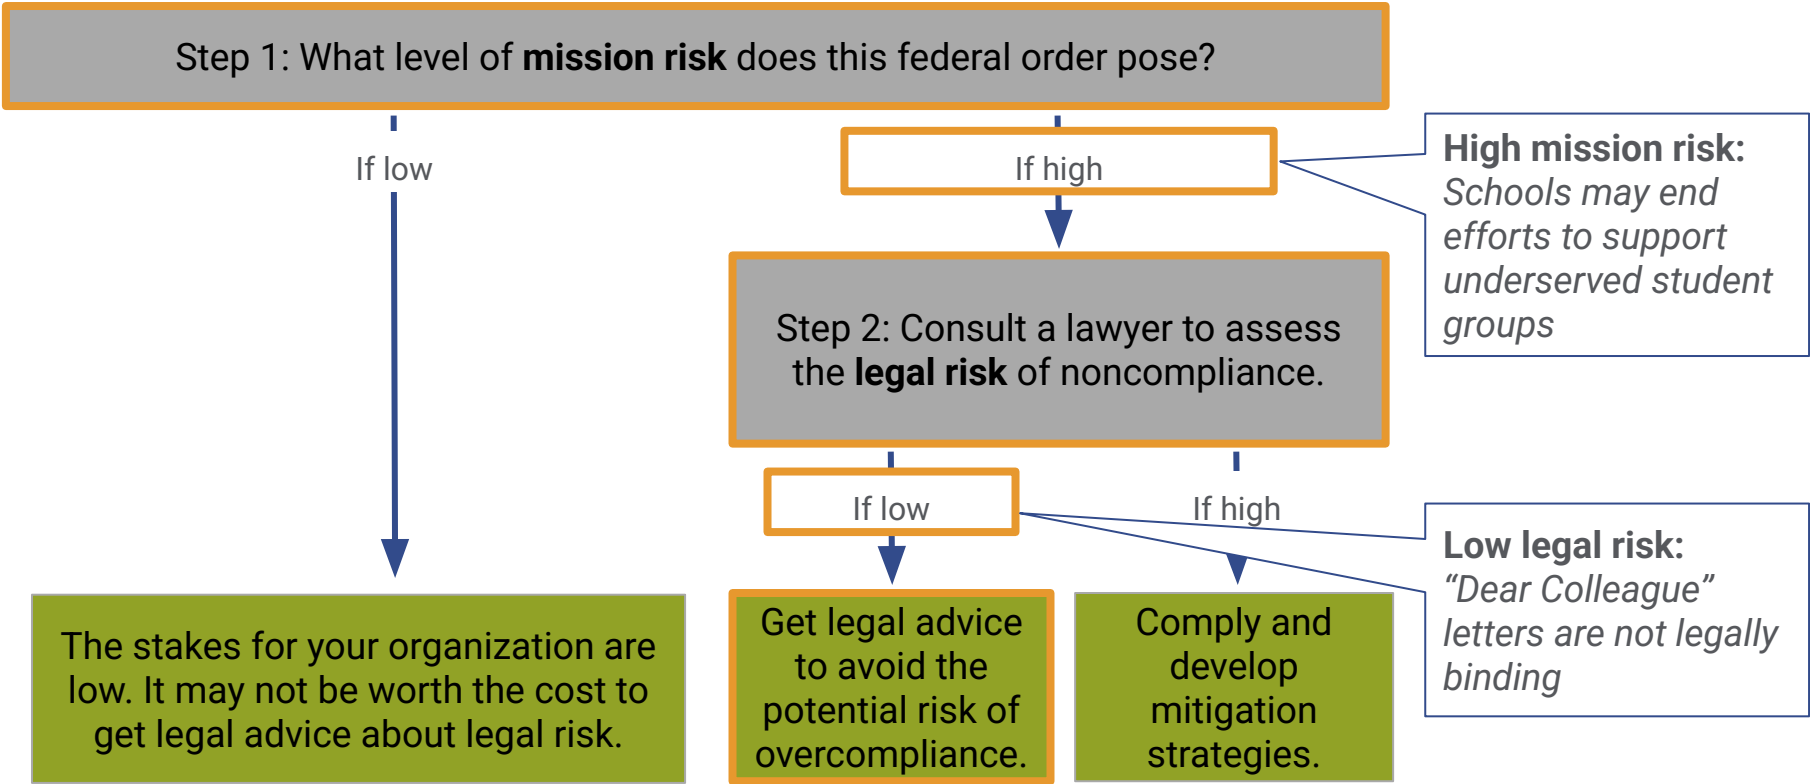 Step 1: What level of mission risk does this federal order pose?
If low
If high
High mission risk:
Schools may end
efforts to support
underserved student
groups
Step 2: Consult a lawyer to assess
the legal risk of noncompliance.
If low
If high
Low legal risk:
“Dear Colleague”
letters are not legally
binding
The stakes for your organization are
low. It may not be worth the cost to
get legal advice about legal risk.
Get legal advice
to avoid the
potential risk of
overcompliance.
Comply and
develop
mitigation
strategies.